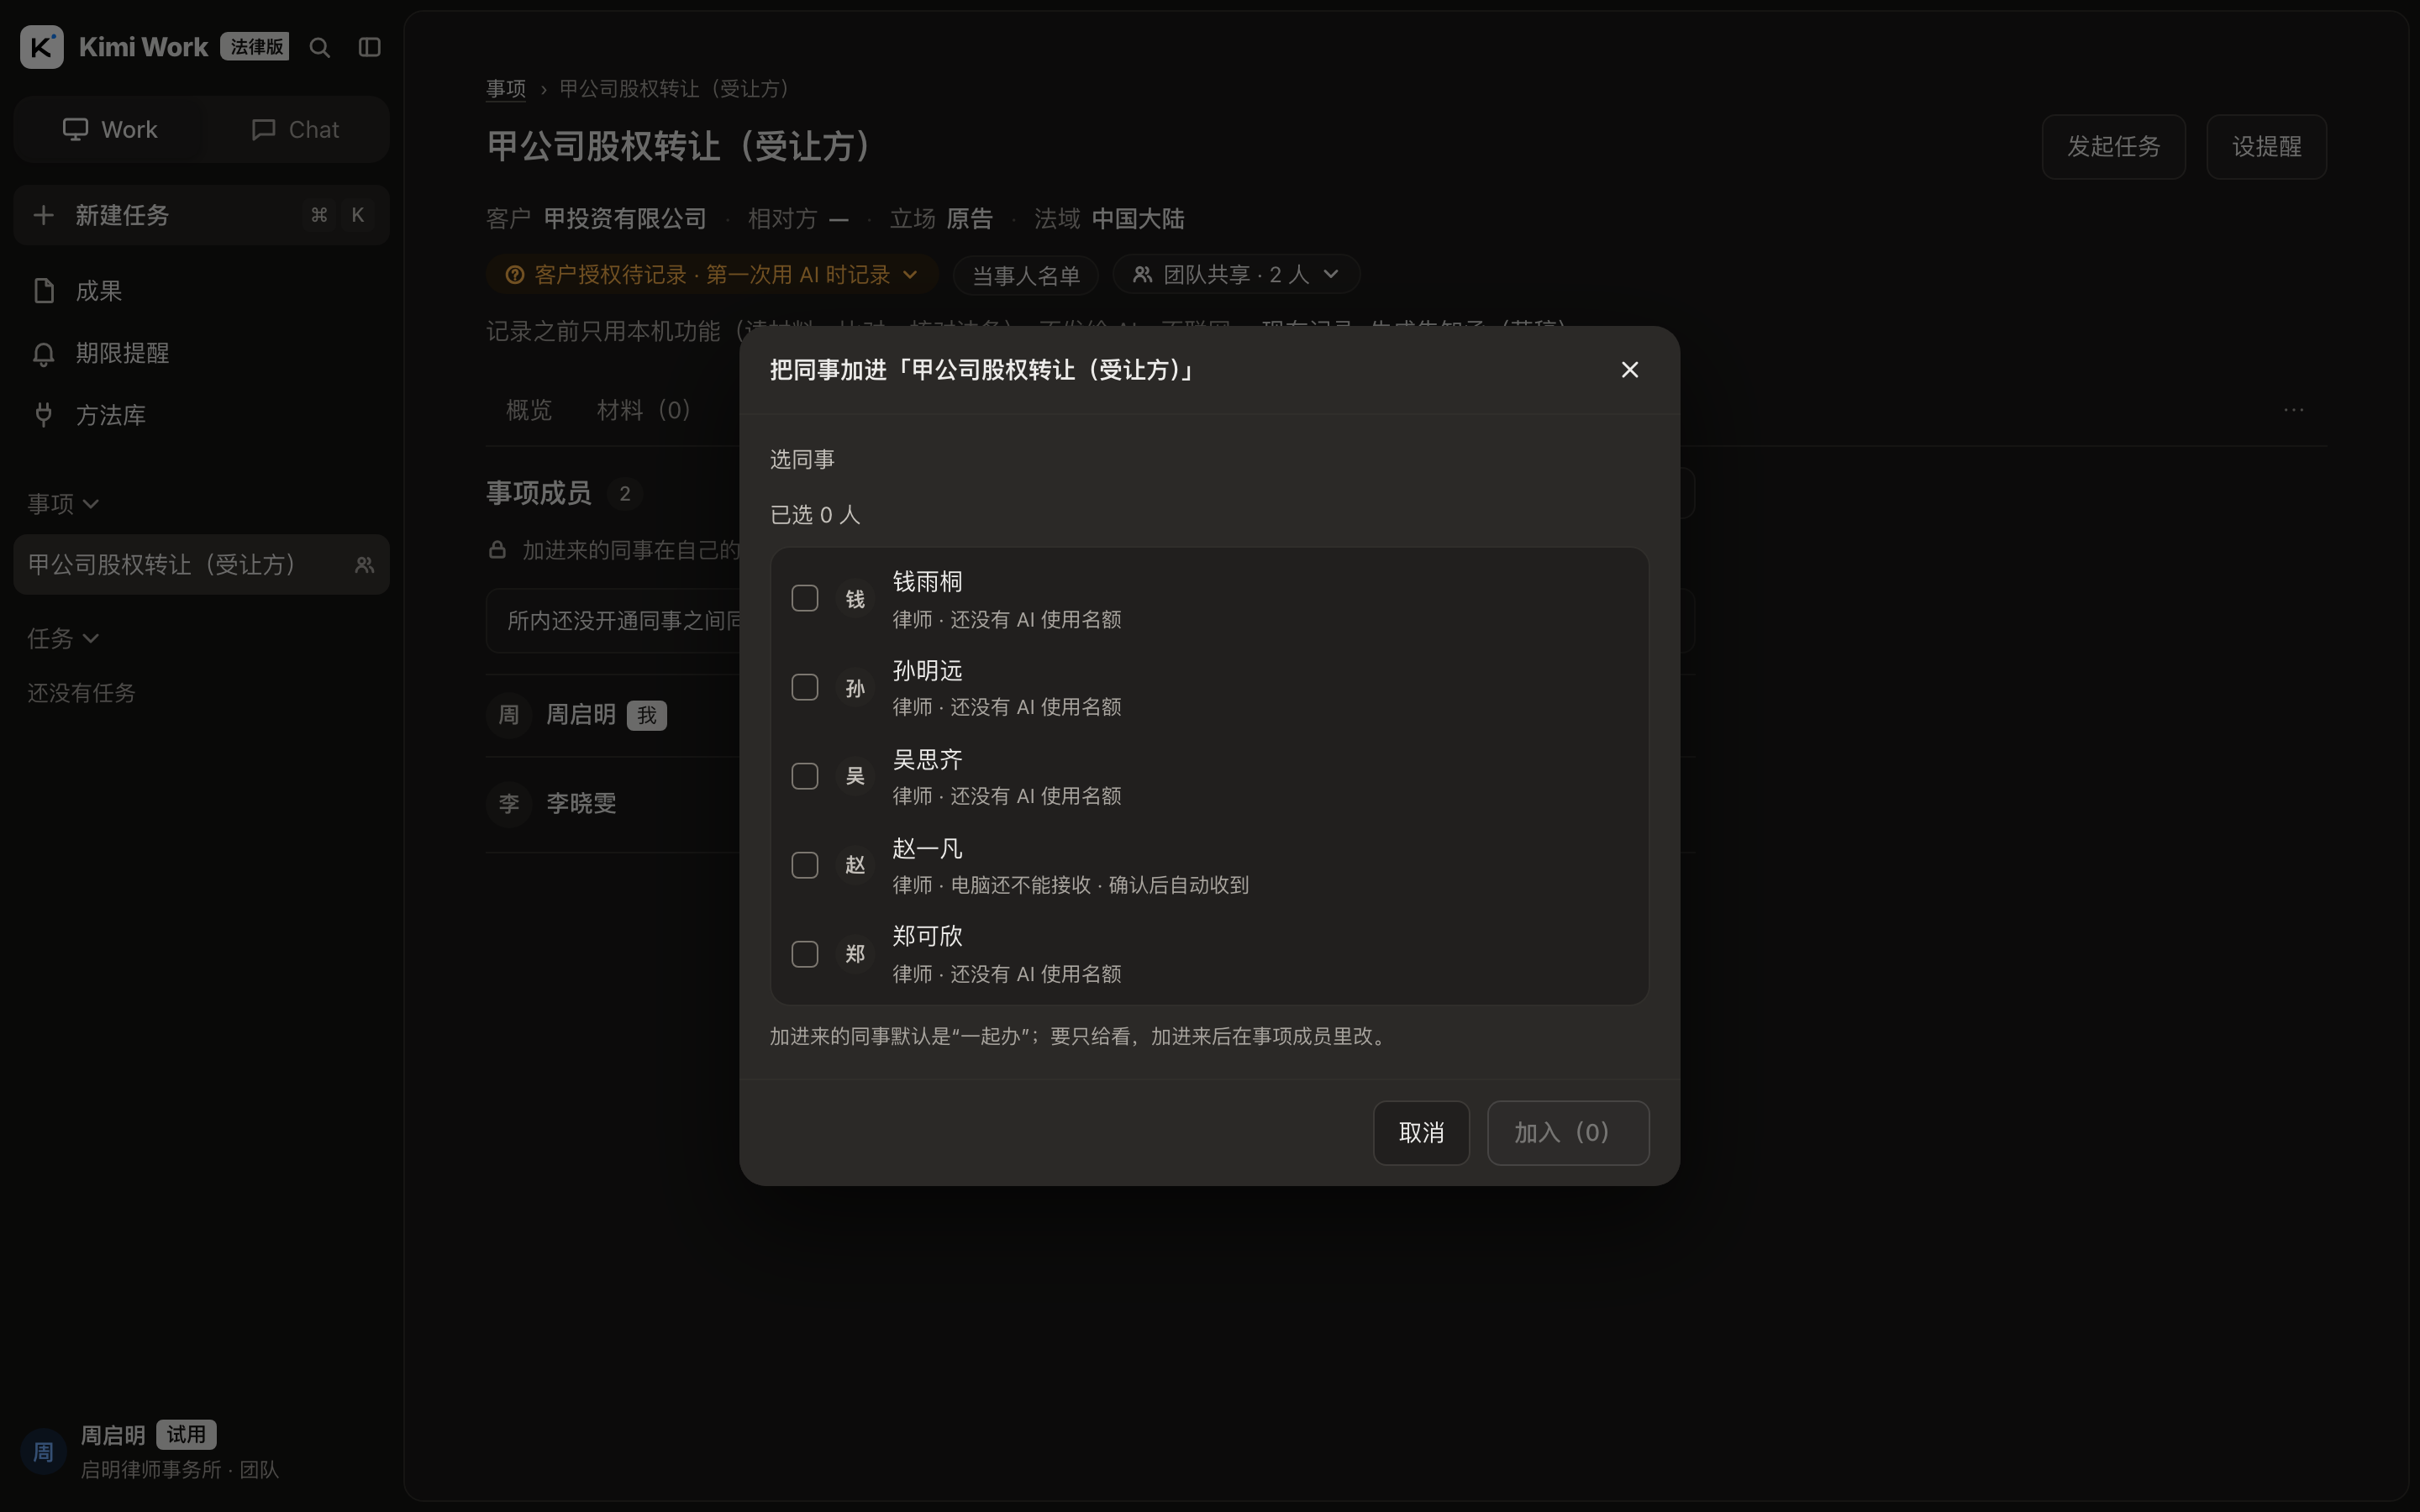 Kimi Work 法律版
Work
Chat
新建任务 ⌘ K
成果
期限提醒
方法库
事项
甲公司股权转让（受让方）
任务
还没有任务
周 周启明 试用
启明律师事务所 · 团队
事项 › 甲公司股权转让（受让方）
甲公司股权转让（受让方）
发起任务
设提醒
客户 甲投资有限公司 · 相对方 — · 立场 原告 · 法域 中国大陆
客户授权待记录 · 第一次用 AI 时记录
当事人名单
团队共享 · 2 人
记录之前只用本机功能（
概览
材料（0）
…
事项成员 2
加进来的同事在自己的
所内还没开通同事之间同
周 周启明 我
李 李晓雯
把同事加进「甲公司股权转让（受让方）」
选同事
已选 0 人
钱 钱雨桐
律师 · 还没有 AI 使用名额
孙 孙明远
律师 · 还没有 AI 使用名额
吴 吴思齐
律师 · 还没有 AI 使用名额
赵 赵一凡
律师 · 电脑还不能接收 · 确认后自动收到
郑 郑可欣
律师 · 还没有 AI 使用名额
加进来的同事默认是“一起办”；要只给看，加进来后在事项成员里改。
取消
加入（0）